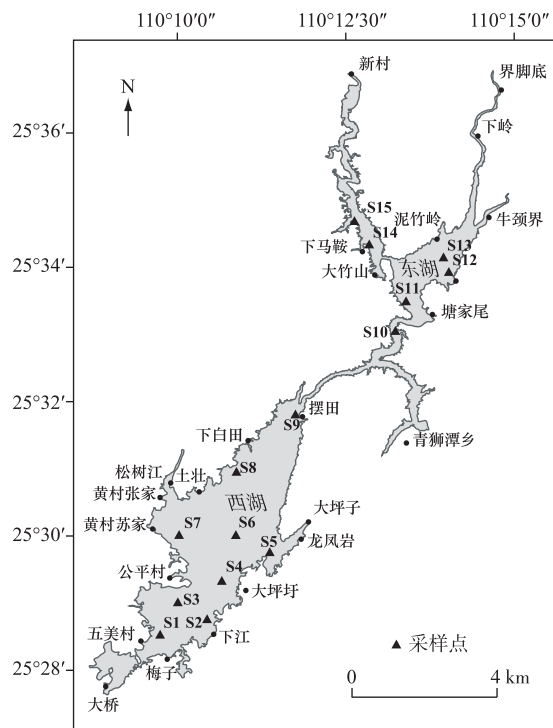 110°10′0″
110°12′30″
110°15′0″
N
新村
界脚底
25°36′
下岭
S15
泥竹岭
牛颈界
S14
下马鞍
S13
25°34′
大竹山
东湖
S12
S11
塘家尾
S10
25°32′
摆田
S9
下白田
青狮潭乡
松树江
土壮
S8
黄村张家
西湖
大坪子
黄村苏家
S7
S6
25°30′
S5
龙凤岩
公平村
S4
大坪圩
S3
S1
S2
五美村
下江
采样点
25°28′
梅子
大桥
0
4 km